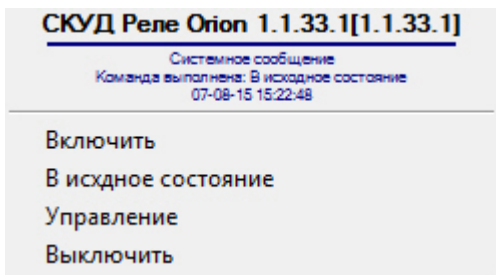 СКУД Реле Orion 1.1.33.1[1.1.33.1]
Системное сообщение
Команда выполнена: В исходное состояние
07-08-15 15:22:48
Включить
В исхдное состояние
Управление
Выключить